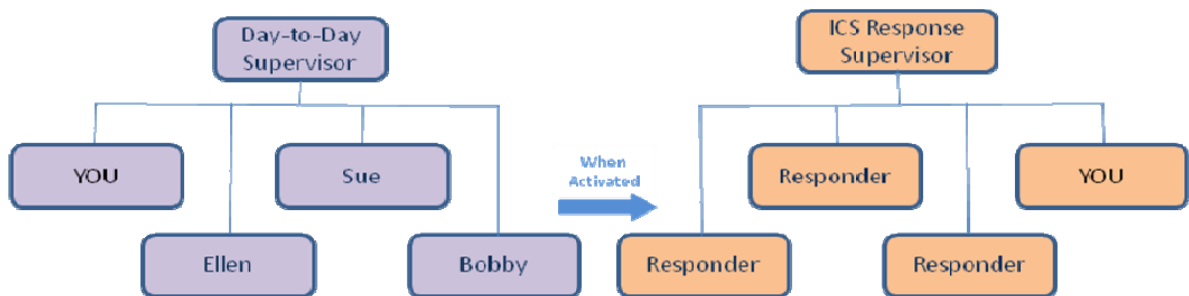 Day-to-Day
Supervisor
YOU
Sue
Ellen
Bobby
When
Activated
ICS Response
Supervisor
Responder
YOU
Responder
Responder